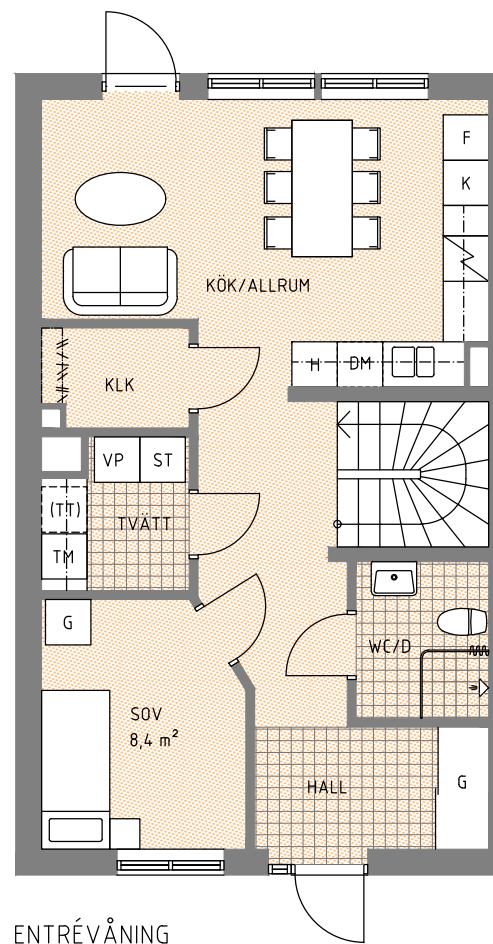 F
K
KÖK/ALLRUM
H DM
KLK
VP ST
(TT) TVÄTT
TM
G
WC/D
SOV
8,4 m²
HALL
G
ENTRÉVÅNING